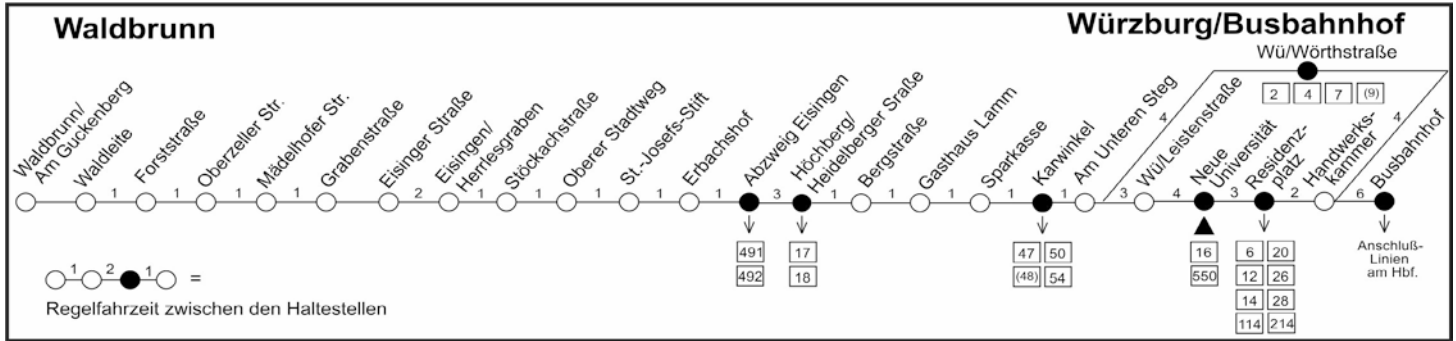 Waldbrunn
Würzburg/Busbahnhof
Wü/Wörthstraße
2 4 7 (9)
Waldbrunn/
Am Guckenberg
Waldleite
Forststraße
Oberzeller Str.
Mädelhofer Str.
Grabenstraße
Eisinger Straße
Eisingen/
Herrlesgraben
Stöckachstraße
Oberer Stadtweg
St.-Josefs-Stift
Erbachshof
Abzweig Eisingen
Höchberg/
Heidelberger Sraße
Bergstraße
Gasthaus Lamm
Sparkasse
Karwinkel
Am Unteren Steg
Wü/Leistenstraße
Neue
Universität
Residenz-
platz
Handwerks-
kammer
Busbahnhof
4 4
1 1 1 1 1 2 1 1 1 1 1 3 1 1 1 1 1 3 4 3 2 6
491
492
17
18
47 50
(48) 54
16
550
6 20
12 26
14 28
114 214
Anschluß-
Linien
am Hbf.
1 2 1 =
Regelfahrzeit zwischen den Haltestellen